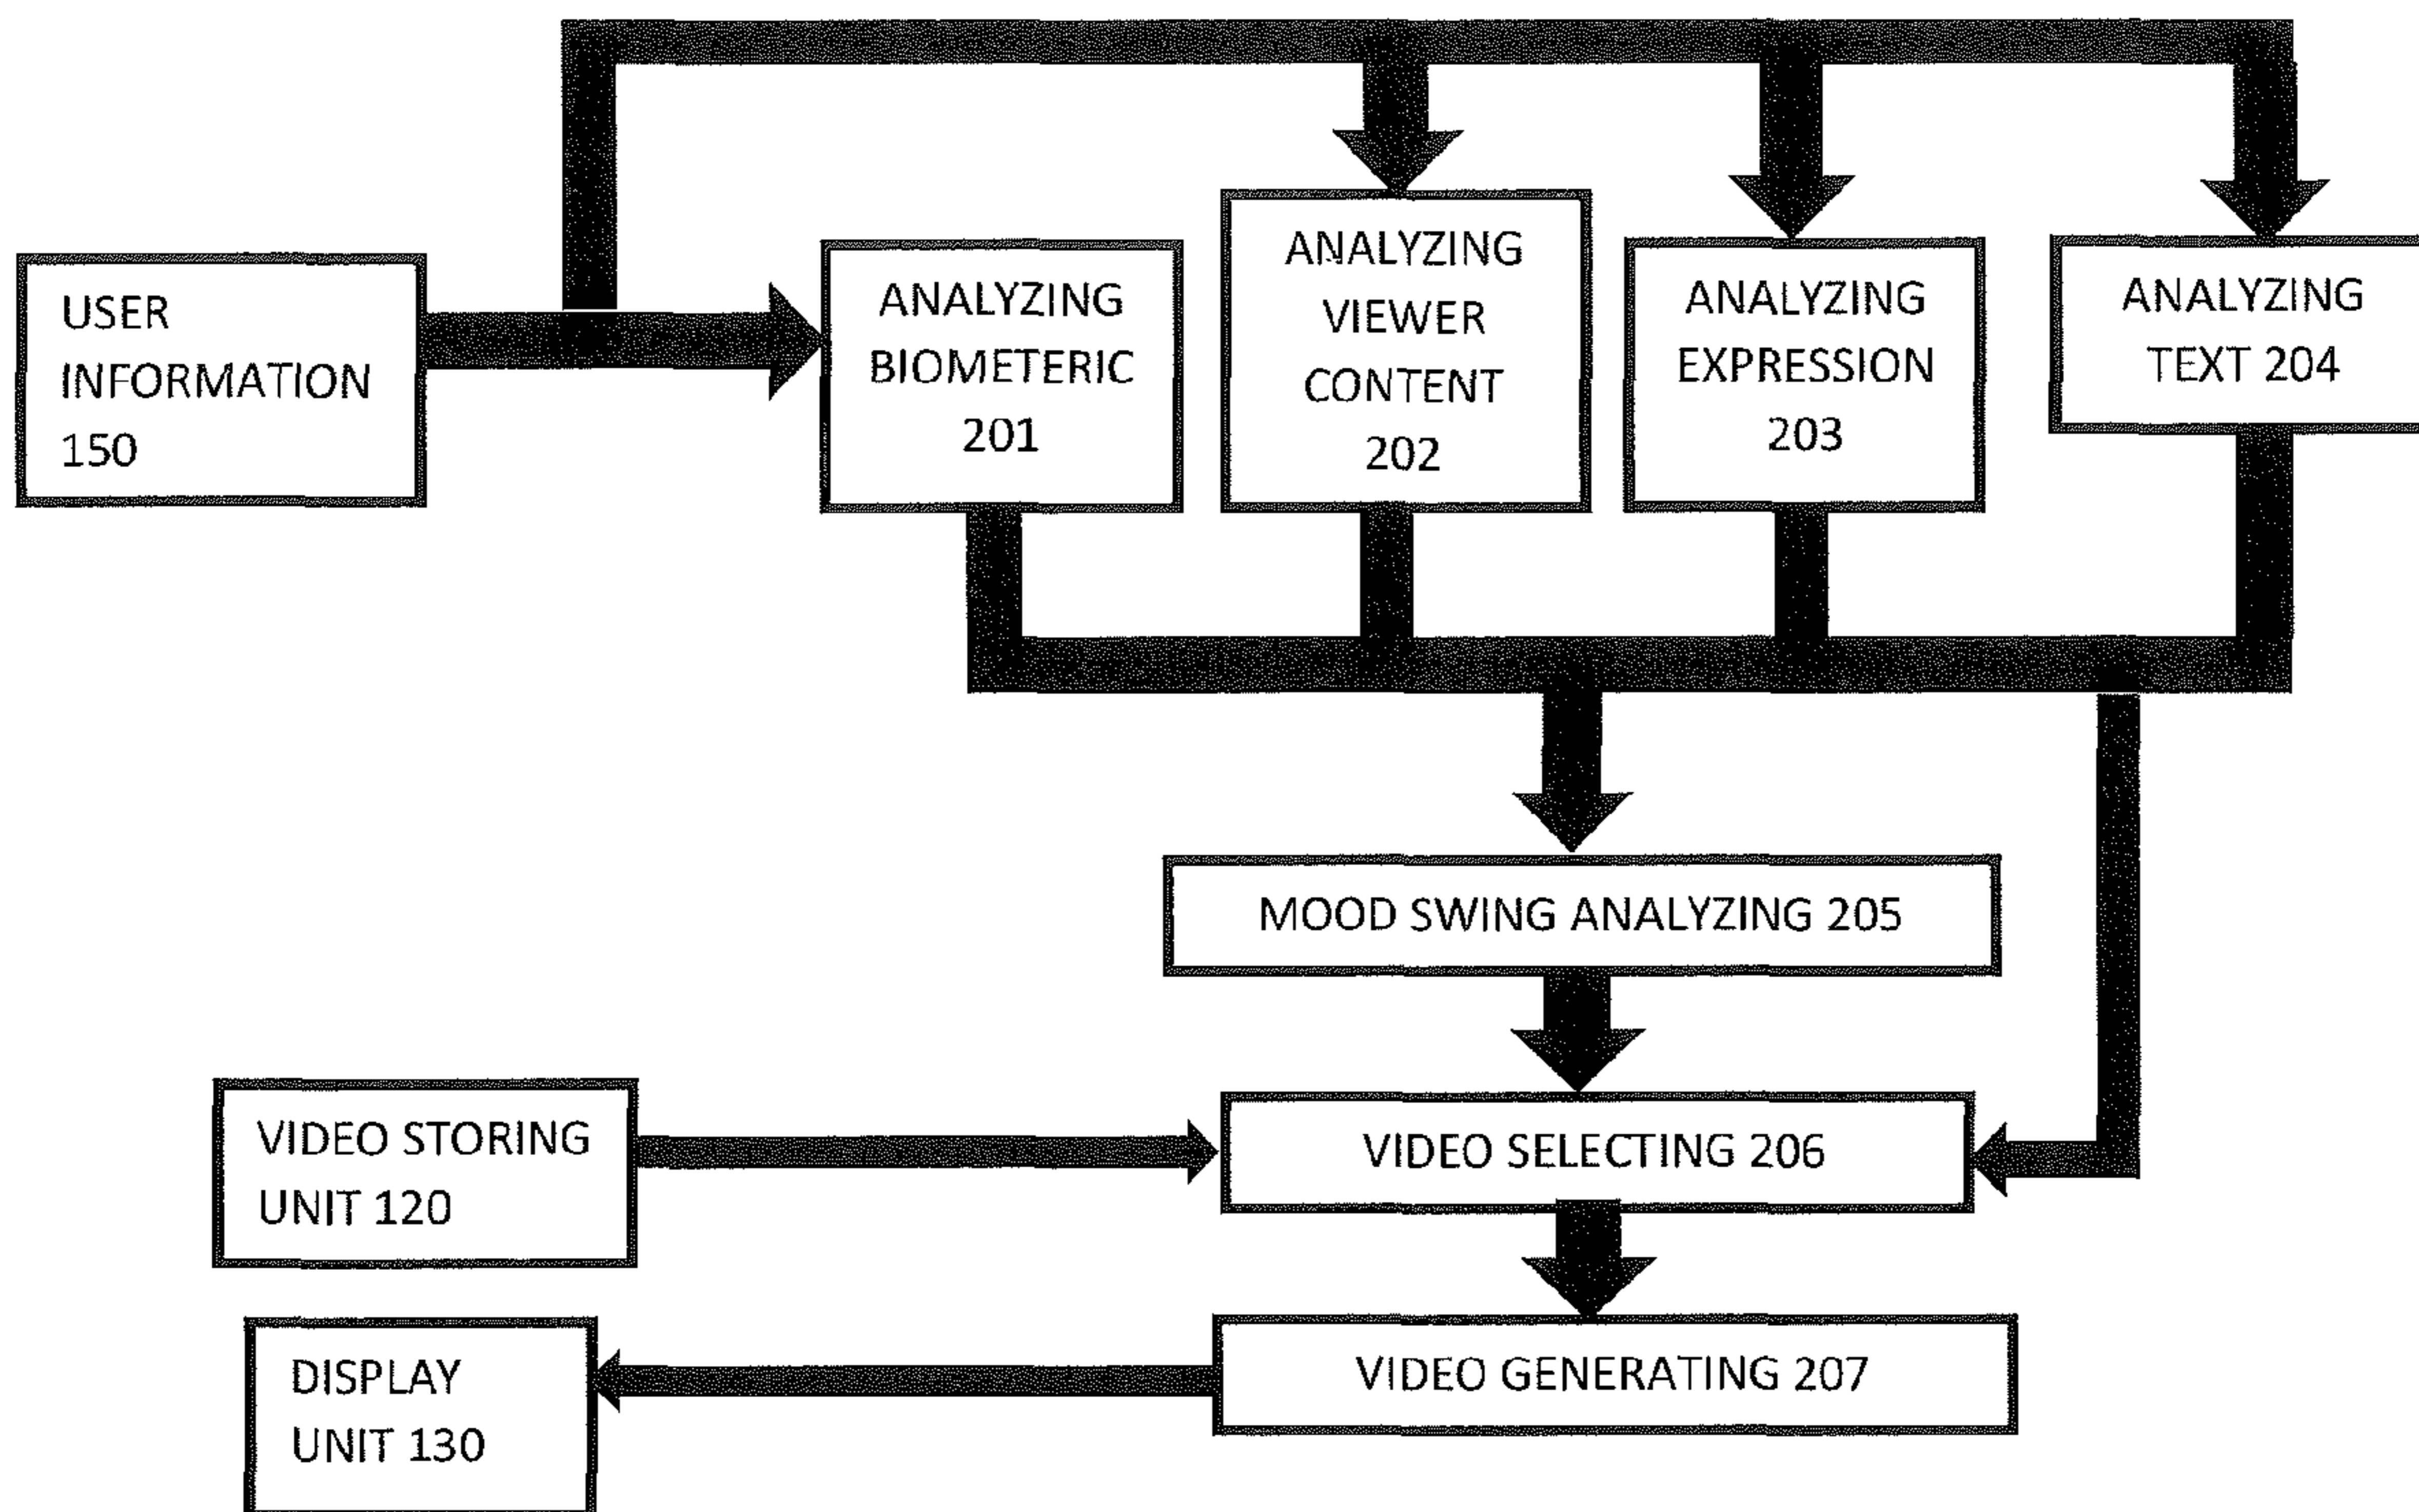 USER
INFORMATION
150
ANALYZING
BIOMETERIC
201
ANALYZING
VIEWER
CONTENT
202
ANALYZING
EXPRESSION
203
ANALYZING
TEXT 204
MOOD SWING ANALYZING 205
VIDEO STORING
UNIT 120
VIDEO SELECTING 206
DISPLAY
UNIT 130
VIDEO GENERATING 207